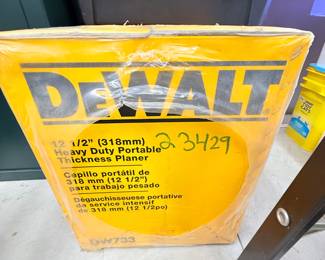 DEWALT
12 1/2" (318mm)
Heavy Duty Portable
Thickness Planer
23429
Cepillo portátil de
318 mm (12 1/2")
para trabajo pesado
Dégauchisseuse portative
de service intensif
de 318 mm (12 1/2po)
DW733